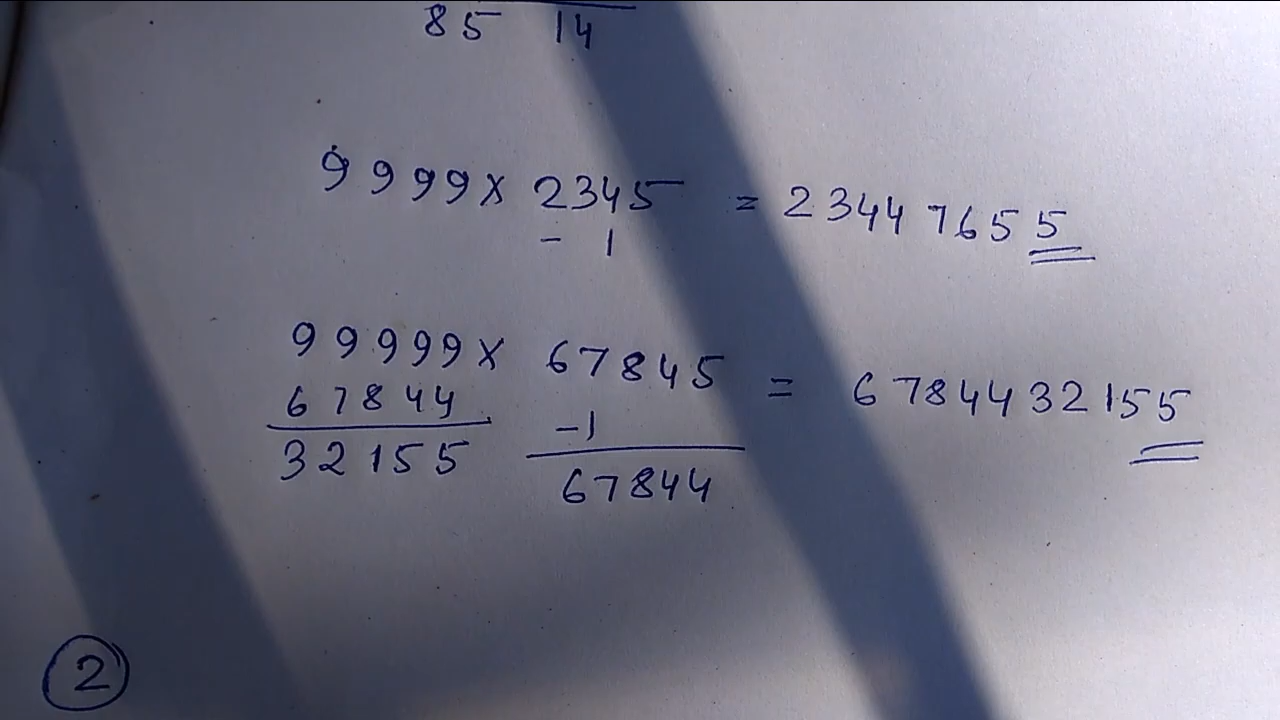 85 14
9999 x 2345 = 23447655
- 1
99999 x 67845 = 6784432155
67844 -1
32155 67844
2